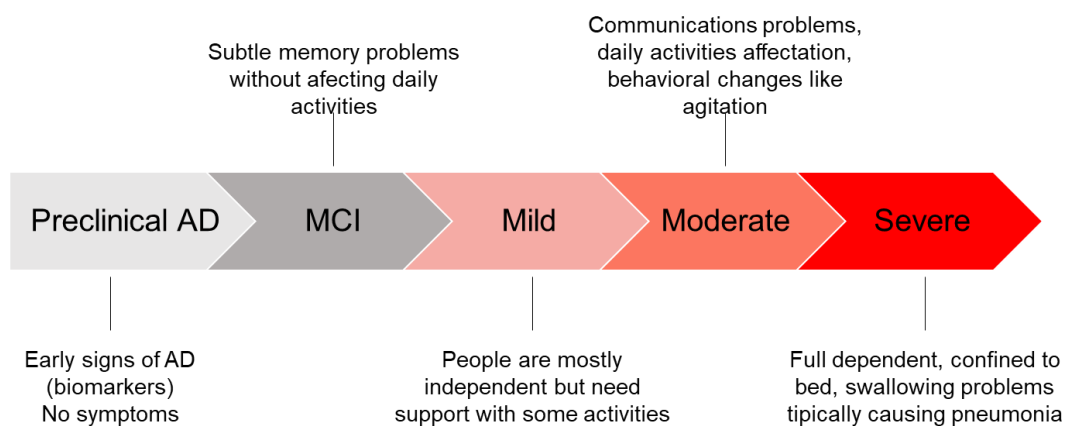 Subtle memory problems
without afecting daily
activities
Communications problems,
daily activities affectation,
behavioral changes like
agitation
Preclinical AD
MCI
Mild
Moderate
Severe
Early signs of AD
(biomarkers)
No symptoms
People are mostly
independent but need
support with some activities
Full dependent, confined to
bed, swallowing problems
tipically causing pneumonia